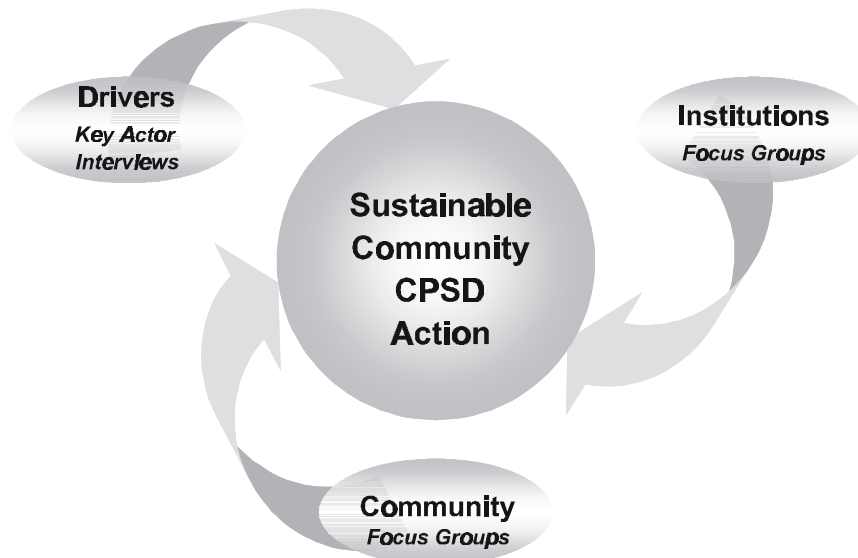 Drivers
Key Actor
Interviews
Institutions
Focus Groups
Sustainable
Community
CPSD
Action
Community
Focus Groups